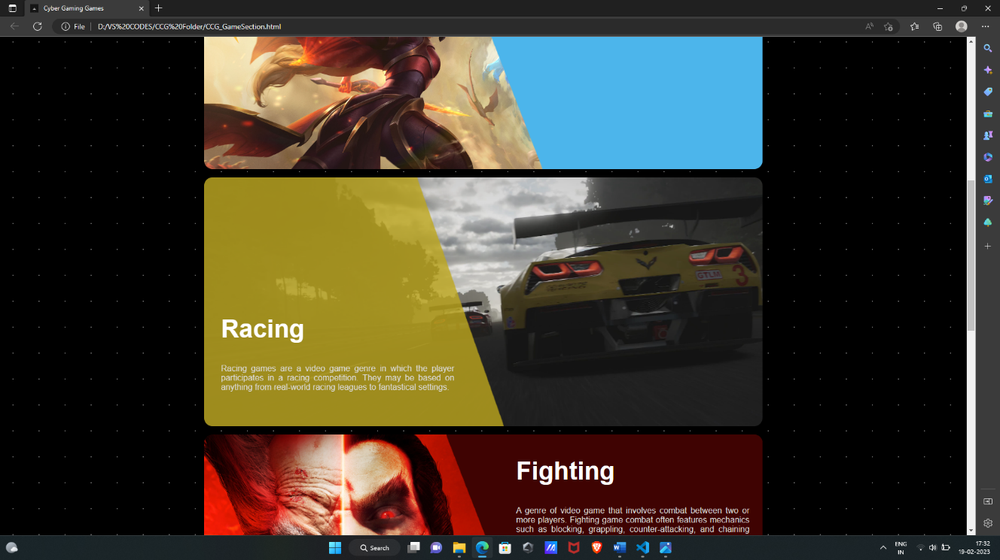 Cyber Gaming Games
File
D:/VS%20CODES/CCG%20Folder/CCG_GameSection.html
GTLM
3
Racing
Racing games are a video game genre in which the player
participates in a racing competition. They may be based on
anything from real-world racing leagues to fantastical settings.
Fighting
A genre of video game that involves combat between two or
more players. Fighting game combat often features mechanics
such as blocking, grappling, counter-attacking, and chaining
Search
ENG
IN
17:32
19-02-2023